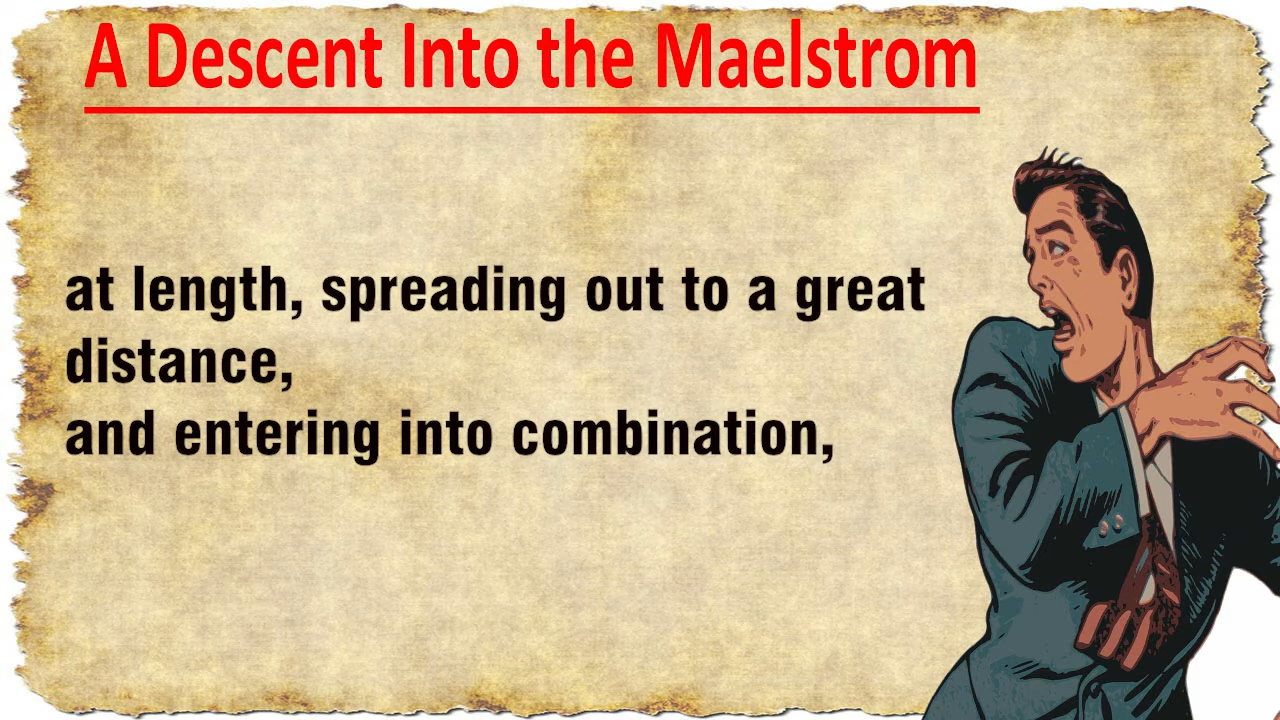 A Descent Into the Maelstrom
at length, spreading out to a great
distance,
and entering into combination,